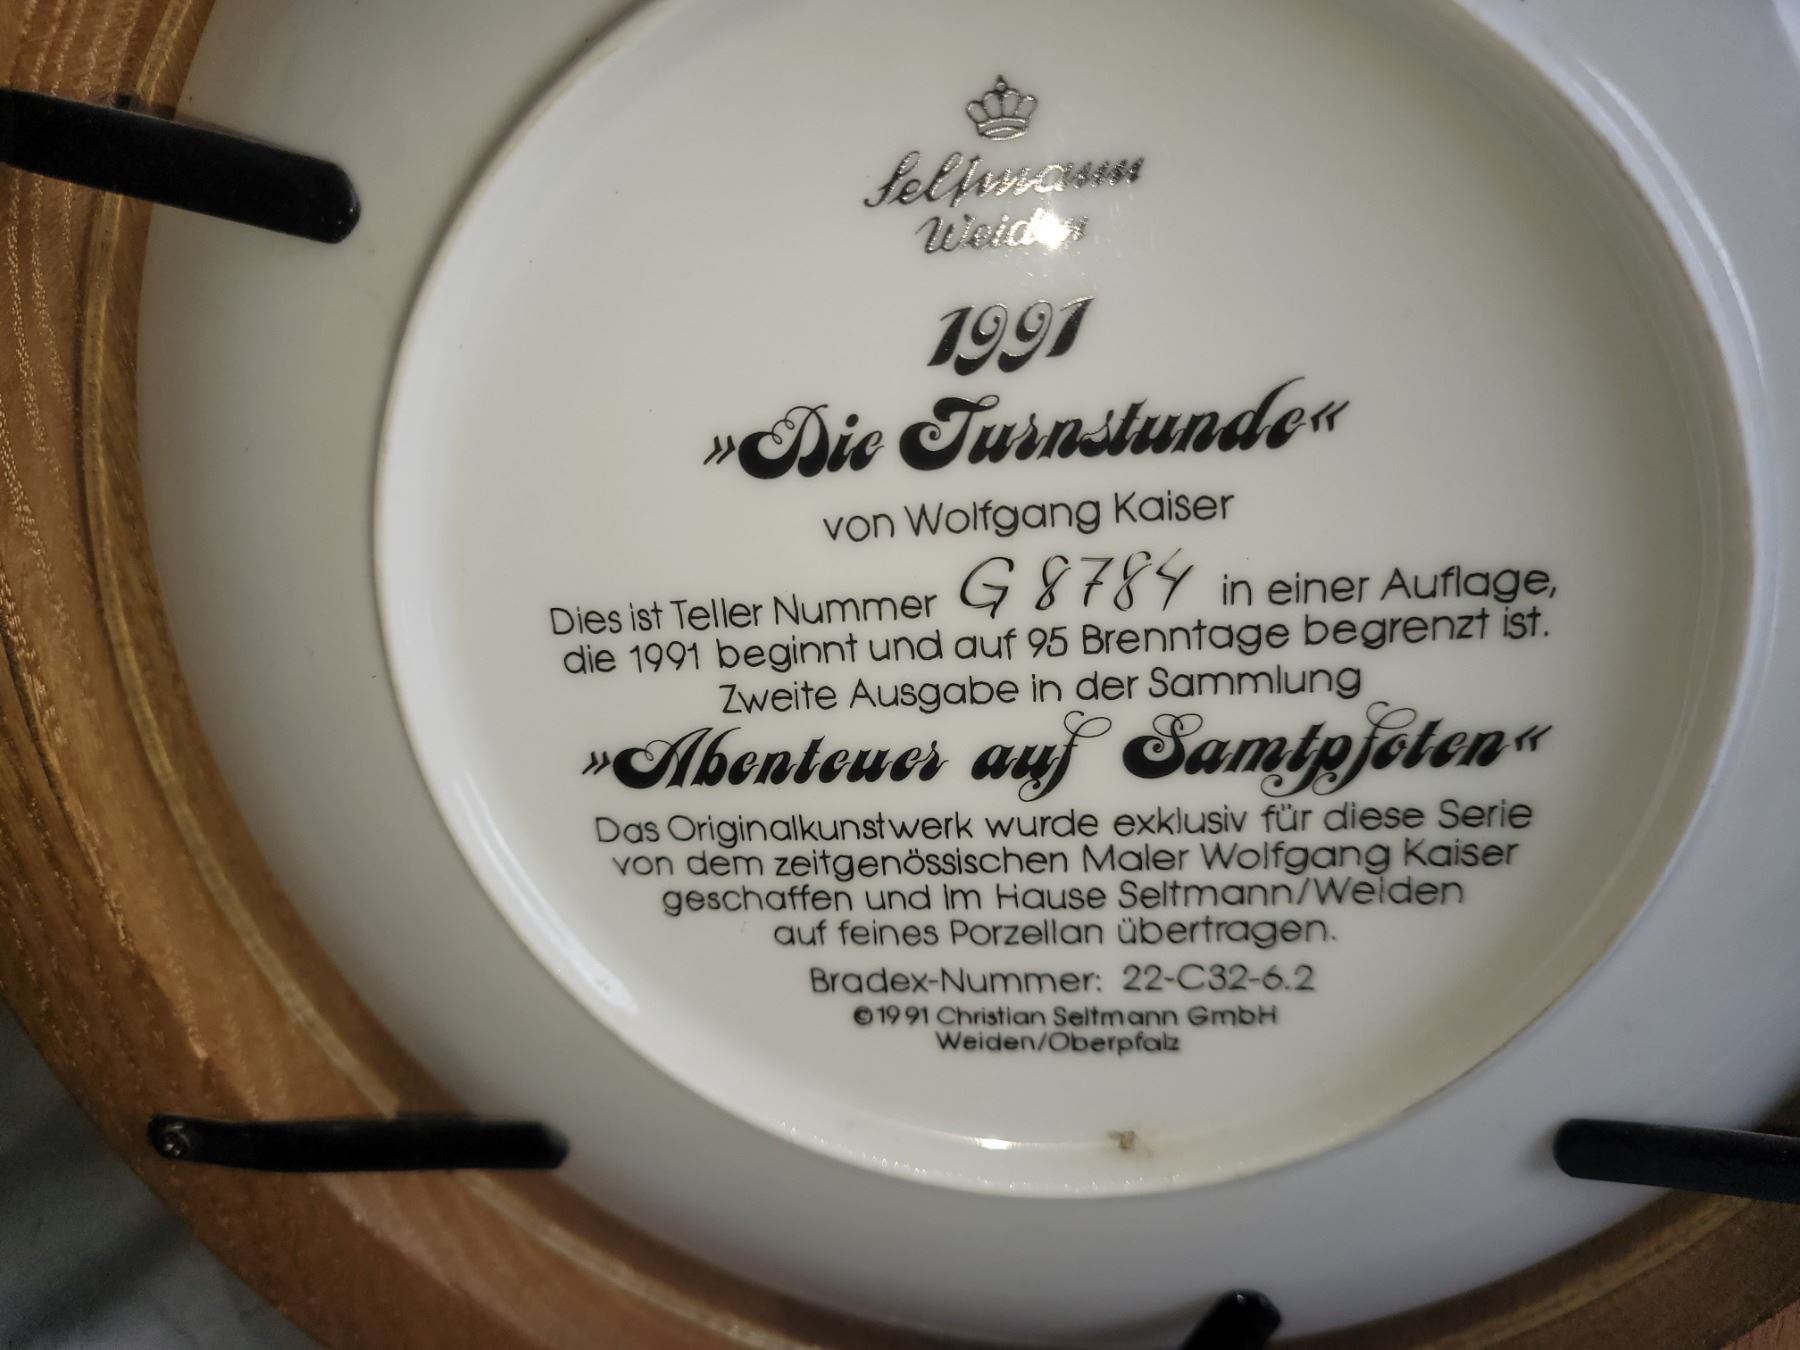 Seltmann
Weiden
1991
»Die Turnstunde«
von Wolfgang Kaiser
Dies ist Teller Nummer G 8784 in einer Auflage,
die 1991 beginnt und auf 95 Brenntage begrenzt ist.
Zweite Ausgabe in der Sammlung
»Abenteuer auf Samtpfoten«
Das Originalkunstwerk wurde exklusiv für diese Serie
von dem zeitgenössischen Maler Wolfgang Kaiser
geschaffen und im Hause Seltmann/Weiden
auf feines Porzellan übertragen.
Bradex-Nummer: 22-C32-6.2
©1991 Christian Seltmann GmbH
Weiden/Oberpfalz